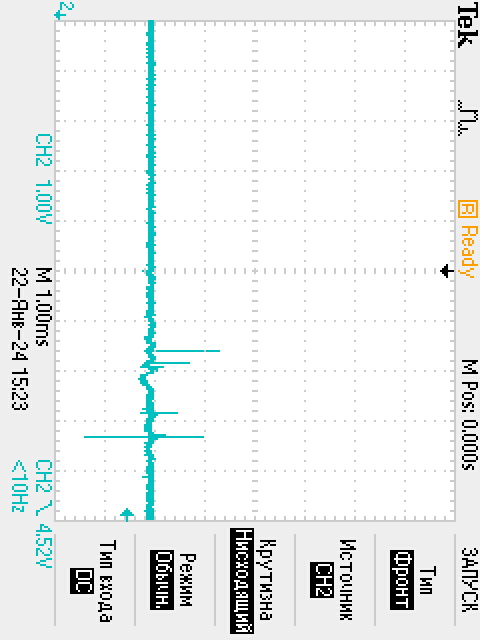 Tek
R Ready
M Pos: 0.000s
ЗАПУСК
Тип
Фронт
Источник
CH2
Крутизна
Нисходящий
Режим
Обычн.
Тип входа
DC
2
CH2 1.00V
M 1.00ms
CH2 \ 4.52V
22-Янв-24 15:23
<10Hz